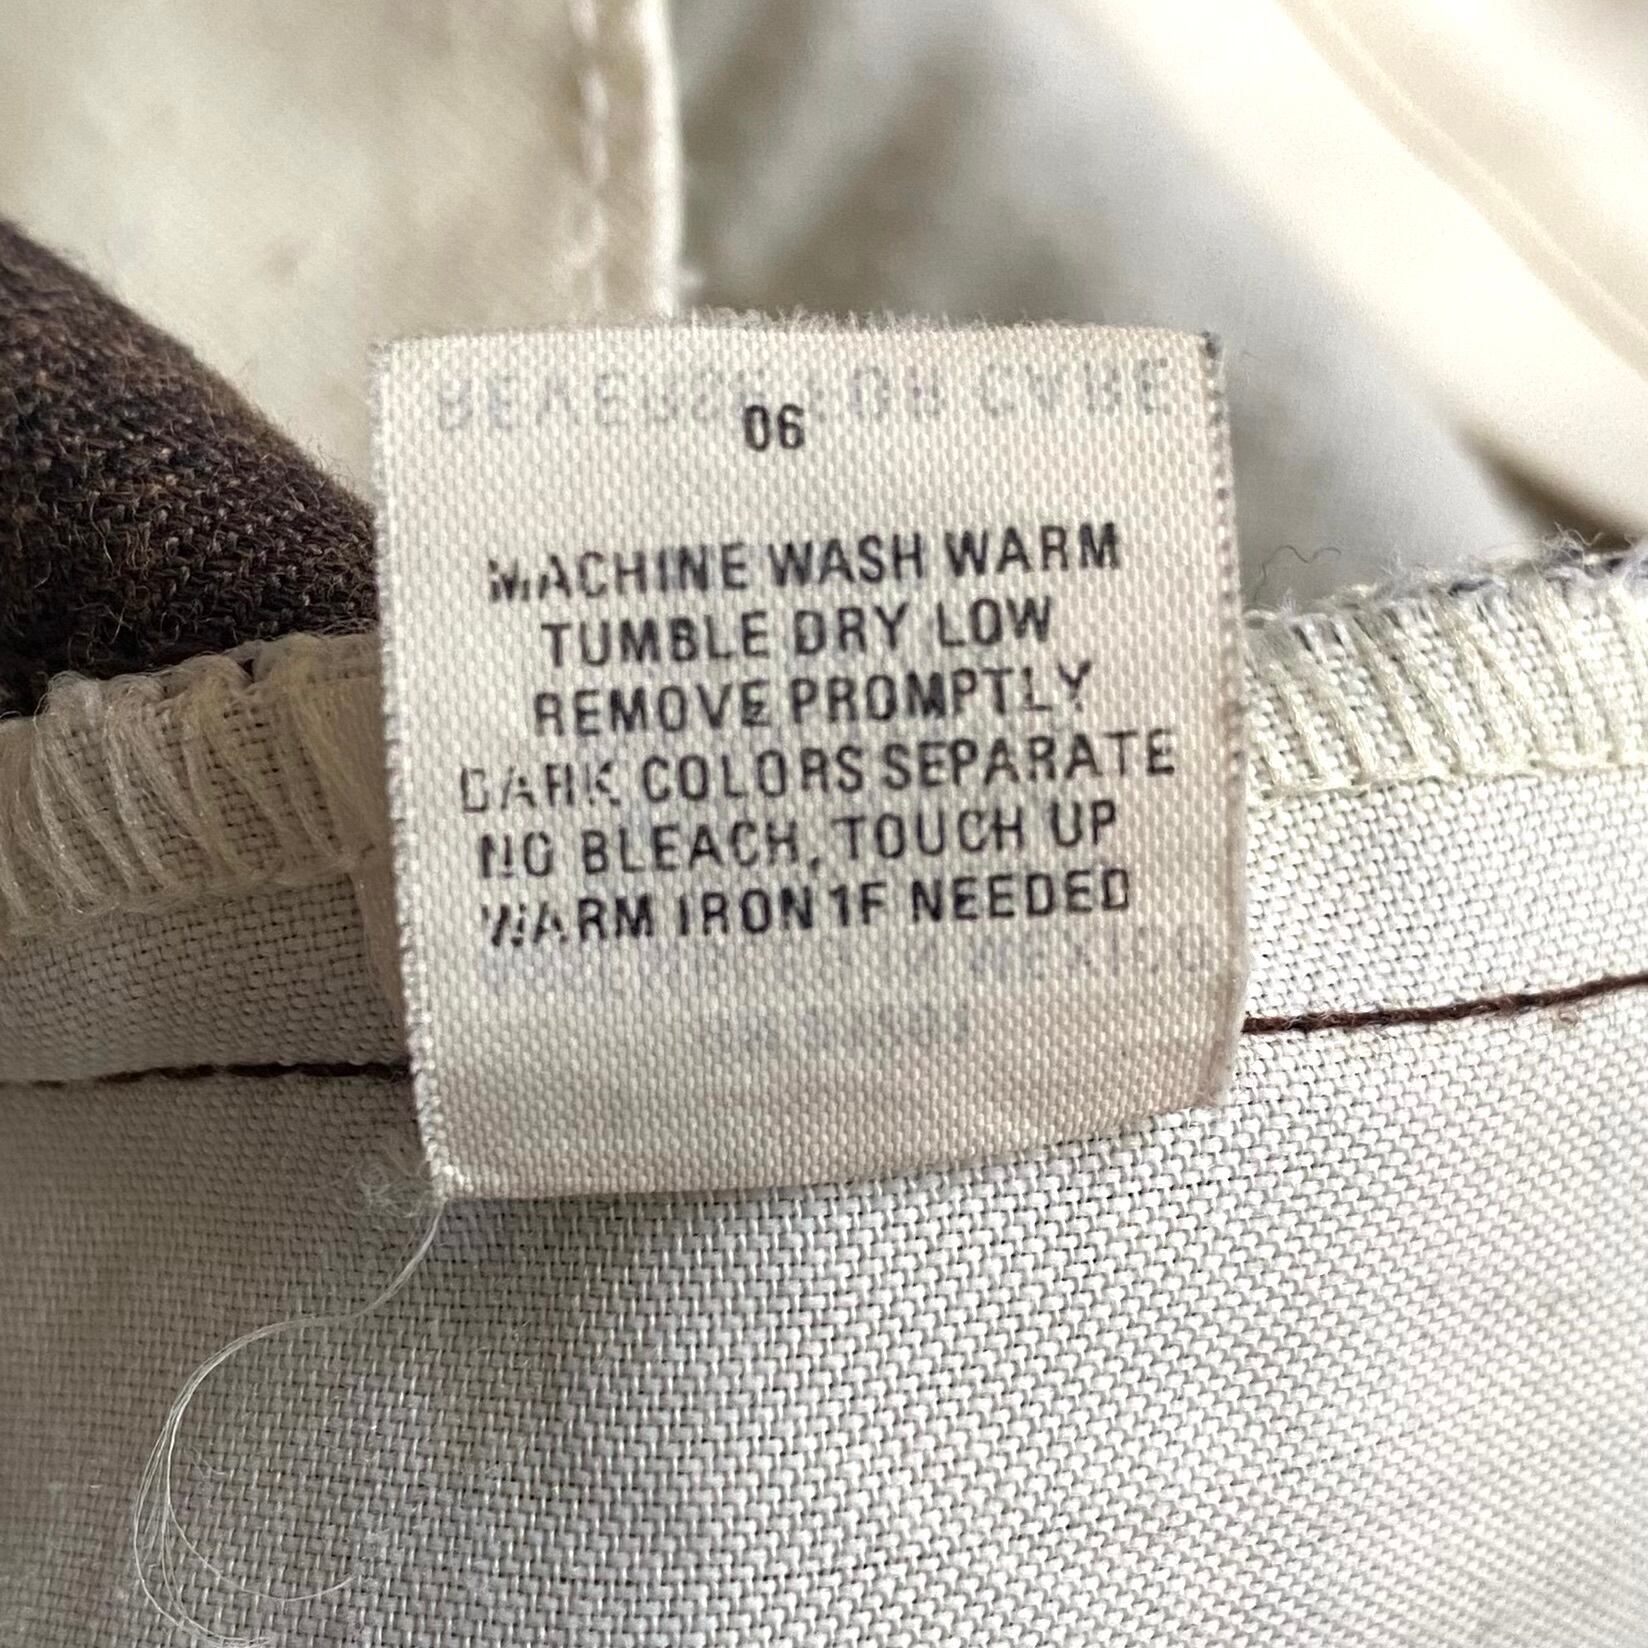 06
MACHINE WASH WARM
TUMBLE DRY LOW
REMOVE PROMPTLY
DARK COLORS SEPARATE
NO BLEACH, TOUCH UP
WARM IRON 1F NEEDED